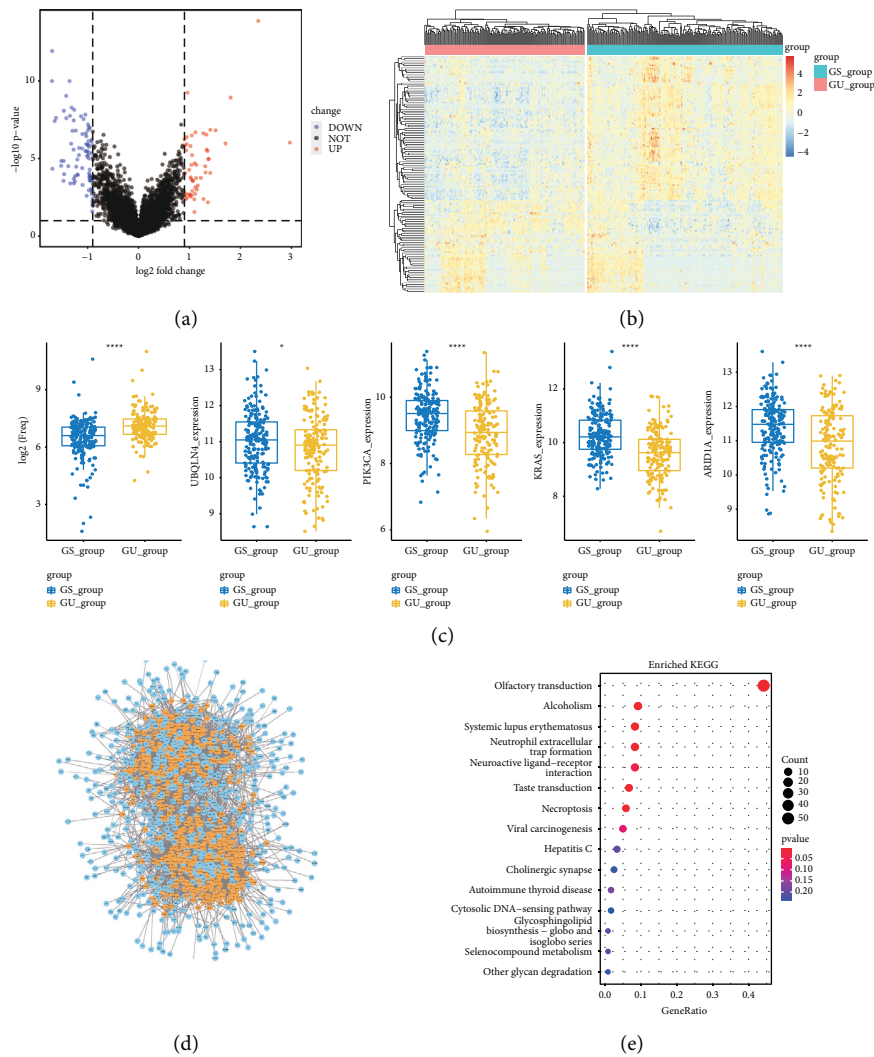 10
5
0
−1
0
1
2
3
−log10 p-value
log2 fold change
change
DOWN
NOT
UP
(a)
group
4
2
0
−2
−4
group
GS_group
GU_group
(b)
****
9
6
3
log2 (Freq)
GS_group
GU_group
group
GS_group
GU_group
*
13
12
11
10
9
UBQLN4_expression
GS_group
GU_group
group
GS_group
GU_group
****
10
8
6
PIK3CA_expression
GS_group
GU_group
group
GS_group
GU_group
****
12
10
8
KRAS_expression
GS_group
GU_group
group
GS_group
GU_group
****
13
12
11
10
9
ARID1A_expression
GS_group
GU_group
group
GS_group
GU_group
(c)
(d)
Enriched KEGG
Olfactory transduction
Alcoholism
Systemic lupus erythematosus
Neutrophil extracellular
trap formation
Neuroactive ligand−receptor
interaction
Taste transduction
Necroptosis
Viral carcinogenesis
Hepatitis C
Cholinergic synapse
Autoimmune thyroid disease
Cytosolic DNA−sensing pathway
Glycosphingolipid
biosynthesis − globo and
isoglobo series
Selenocompound metabolism
Other glycan degradation
0.0
0.1
0.2
0.3
0.4
GeneRatio
Count
10
20
30
40
50
pvalue
0.05
0.10
0.15
0.20
(e)